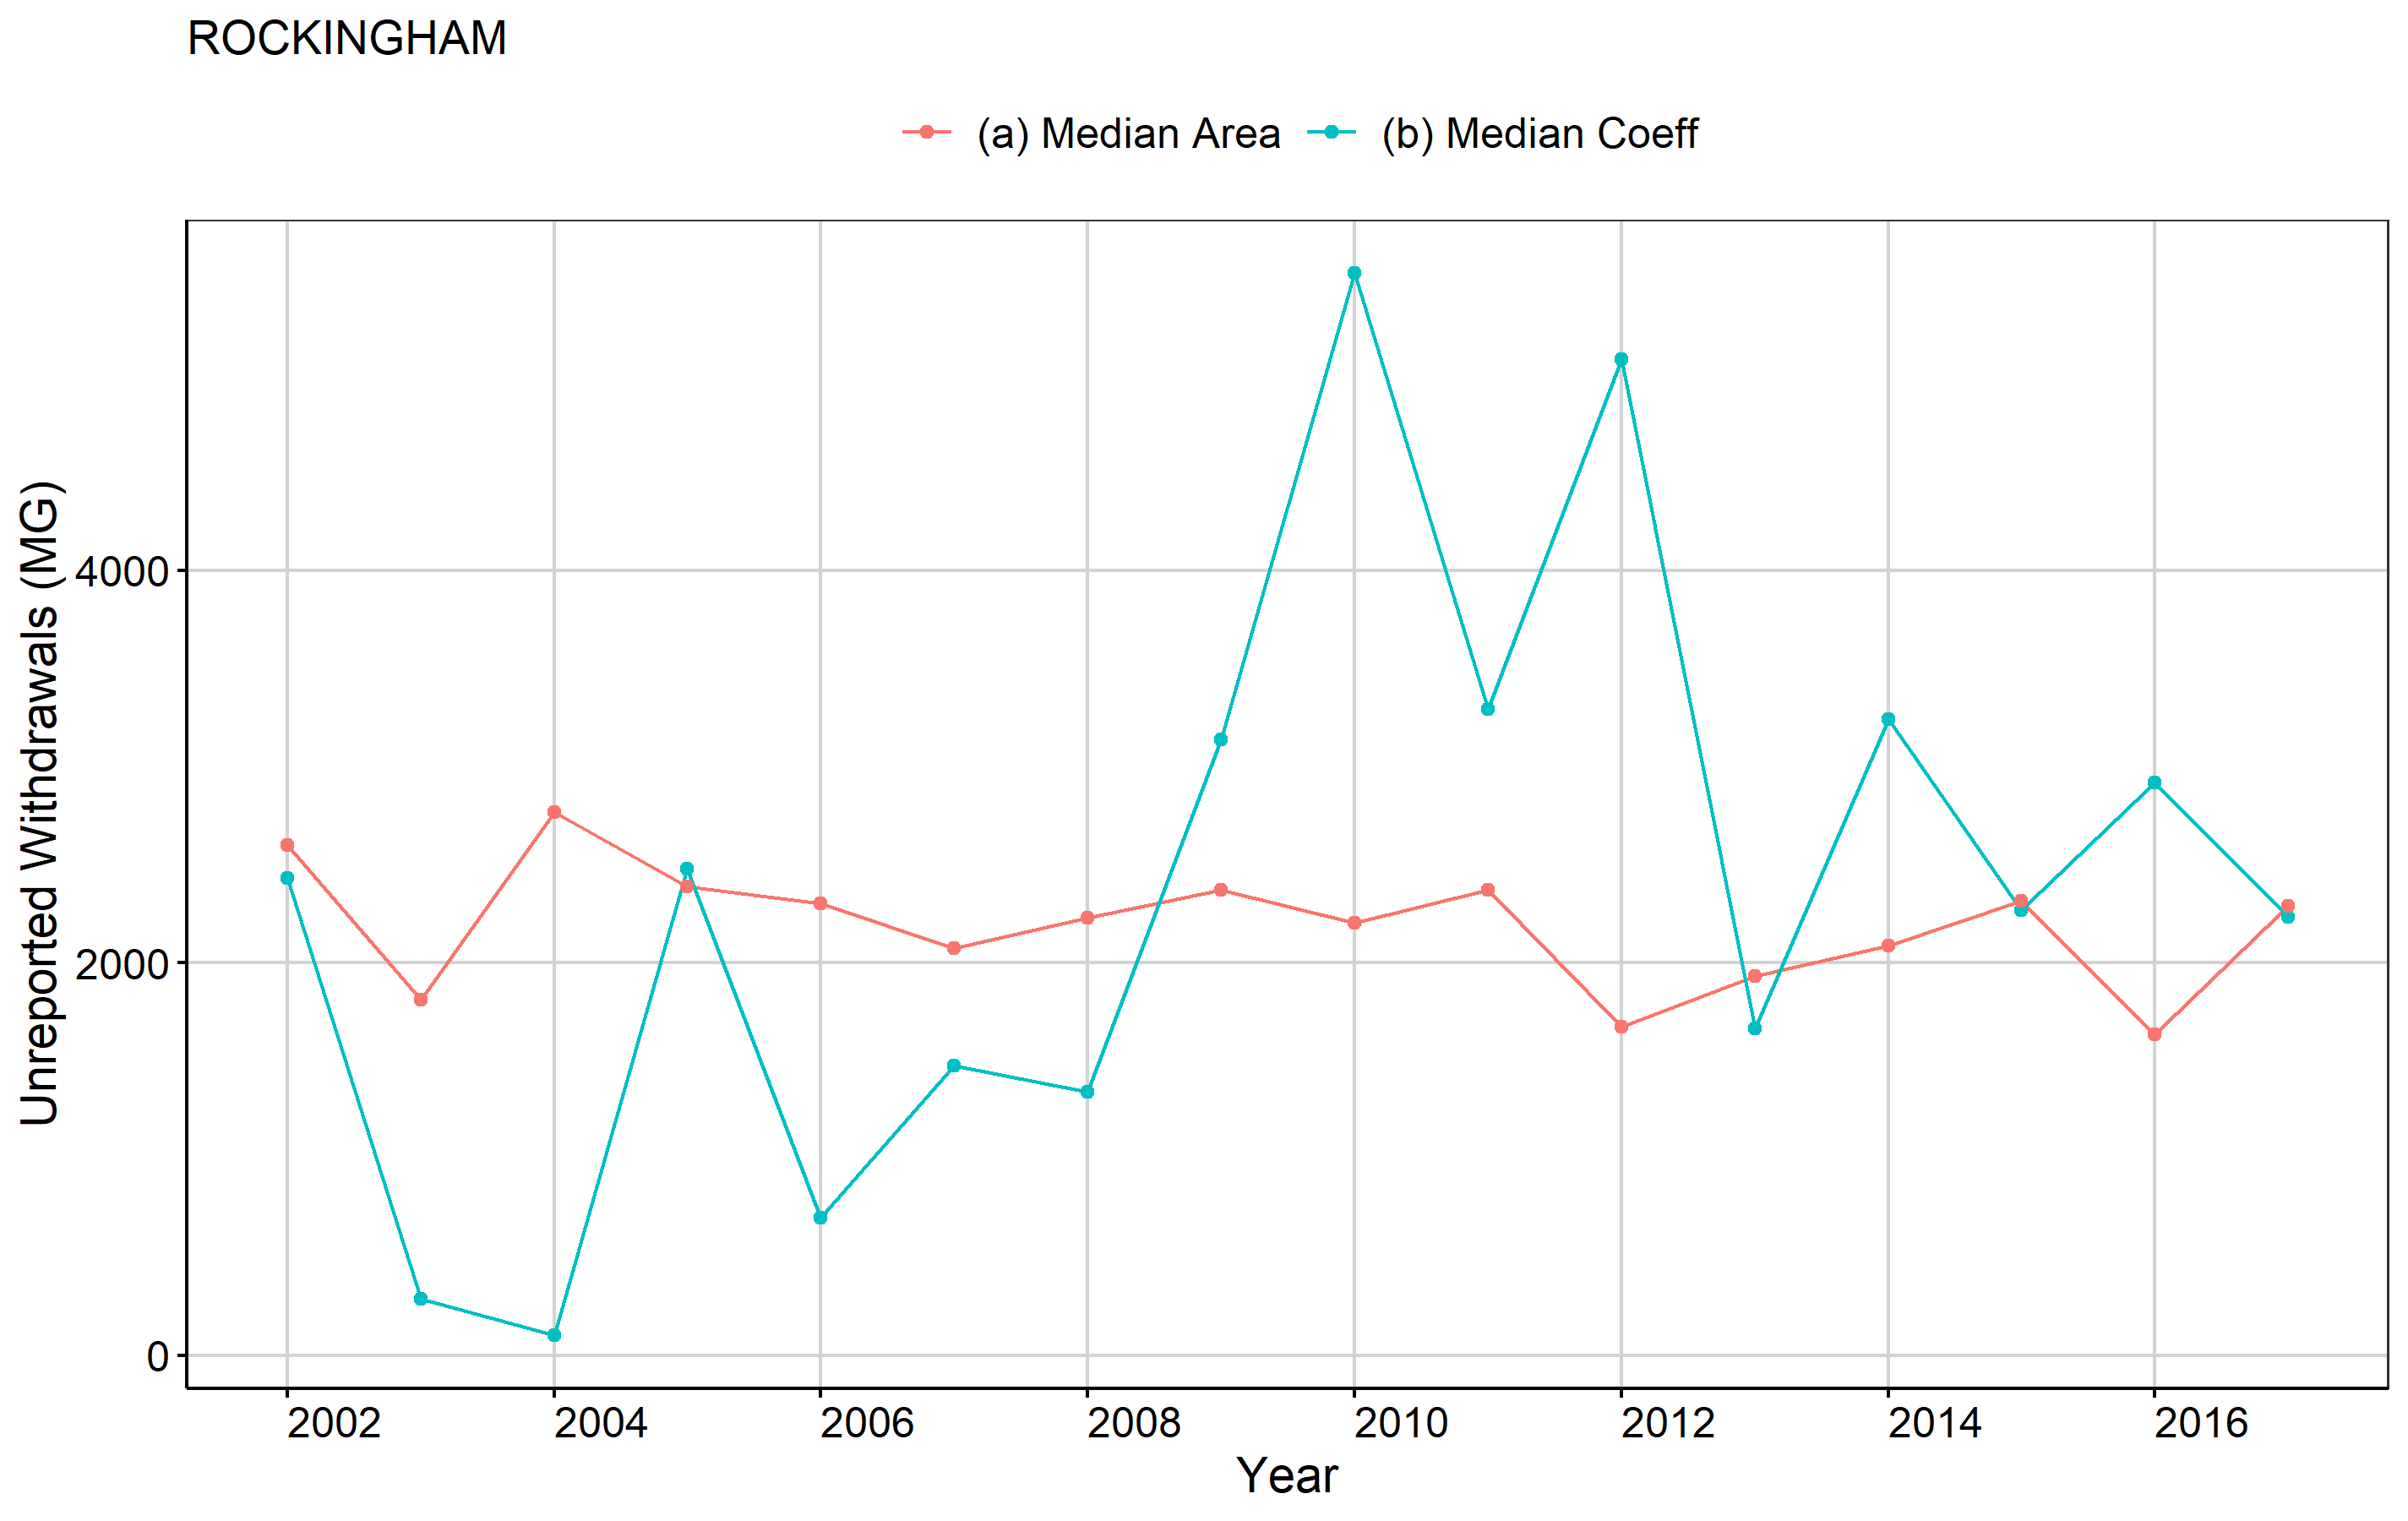 ROCKINGHAM
(a) Median Area (b) Median Coeff
Unreported Withdrawals (MG)
4000
2000
0
2002 2004 2006 2008 2010 2012 2014 2016
Year